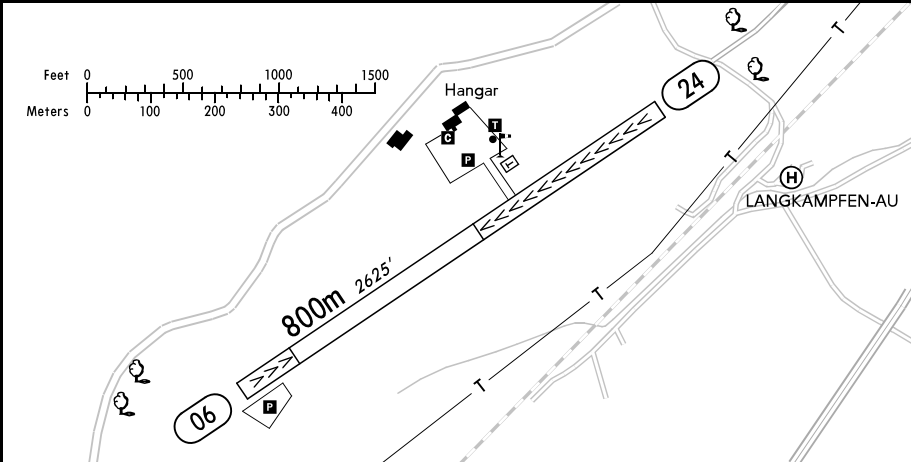 Feet 0 500 1000 1500
Meters 0 100 200 300 400
Hangar
24
T
T
C
P
T
T
H
LANGKAMPFEN-AU
800m 2625'
T
T
06
P